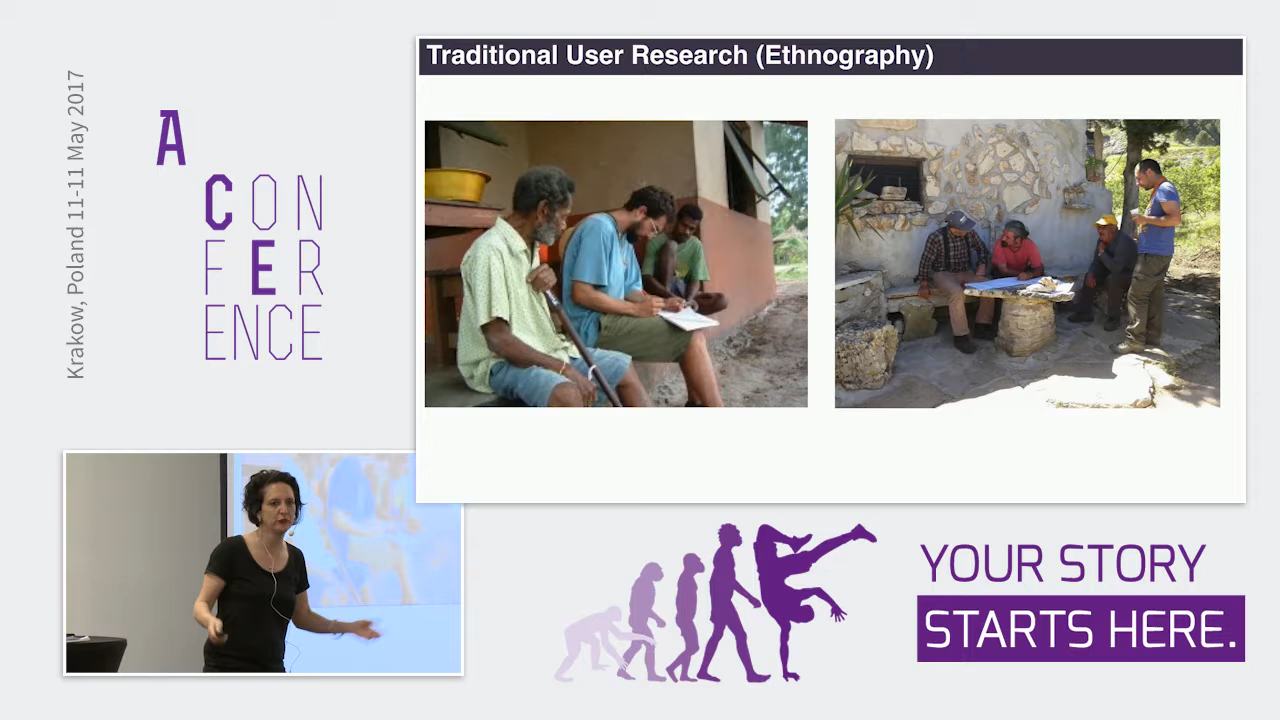 Krakow, Poland 11-11 May 2017
A
CON
FER
ENCE
Traditional User Research (Ethnography)
YOUR STORY
STARTS HERE.